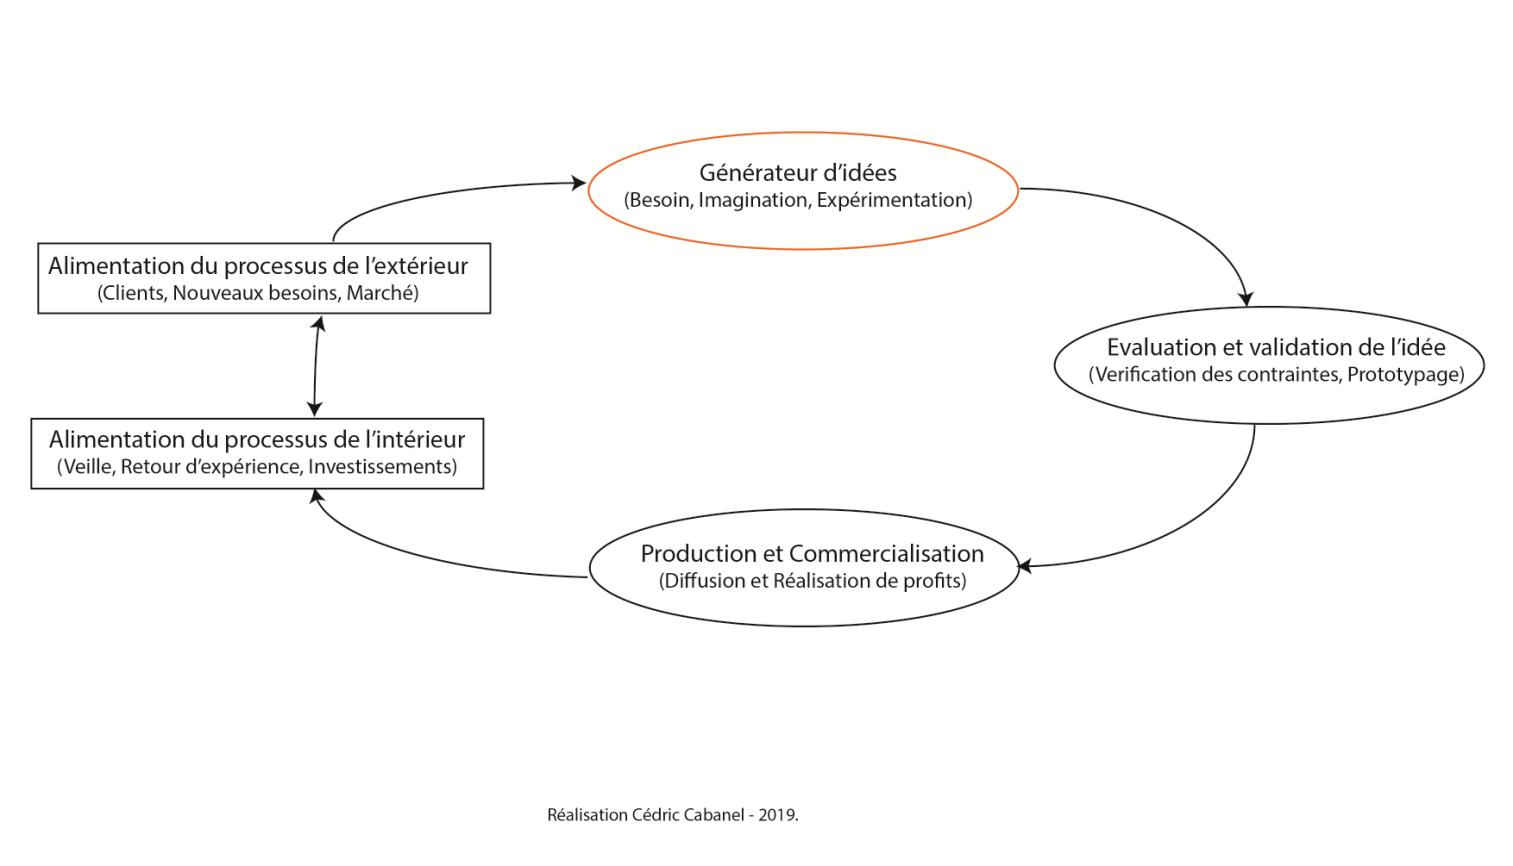 Générateur d'idées
(Besoin, Imagination, Expérimentation)
Alimentation du processus de l'extérieur
(Clients, Nouveaux besoins, Marché)
Evaluation et validation de l'idée
(Verification des contraintes, Prototypage)
Alimentation du processus de l'intérieur
(Veille, Retour d'expérience, Investissements)
Production et Commercialisation
(Diffusion et Réalisation de profits)
Réalisation Cédric Cabanel - 2019.